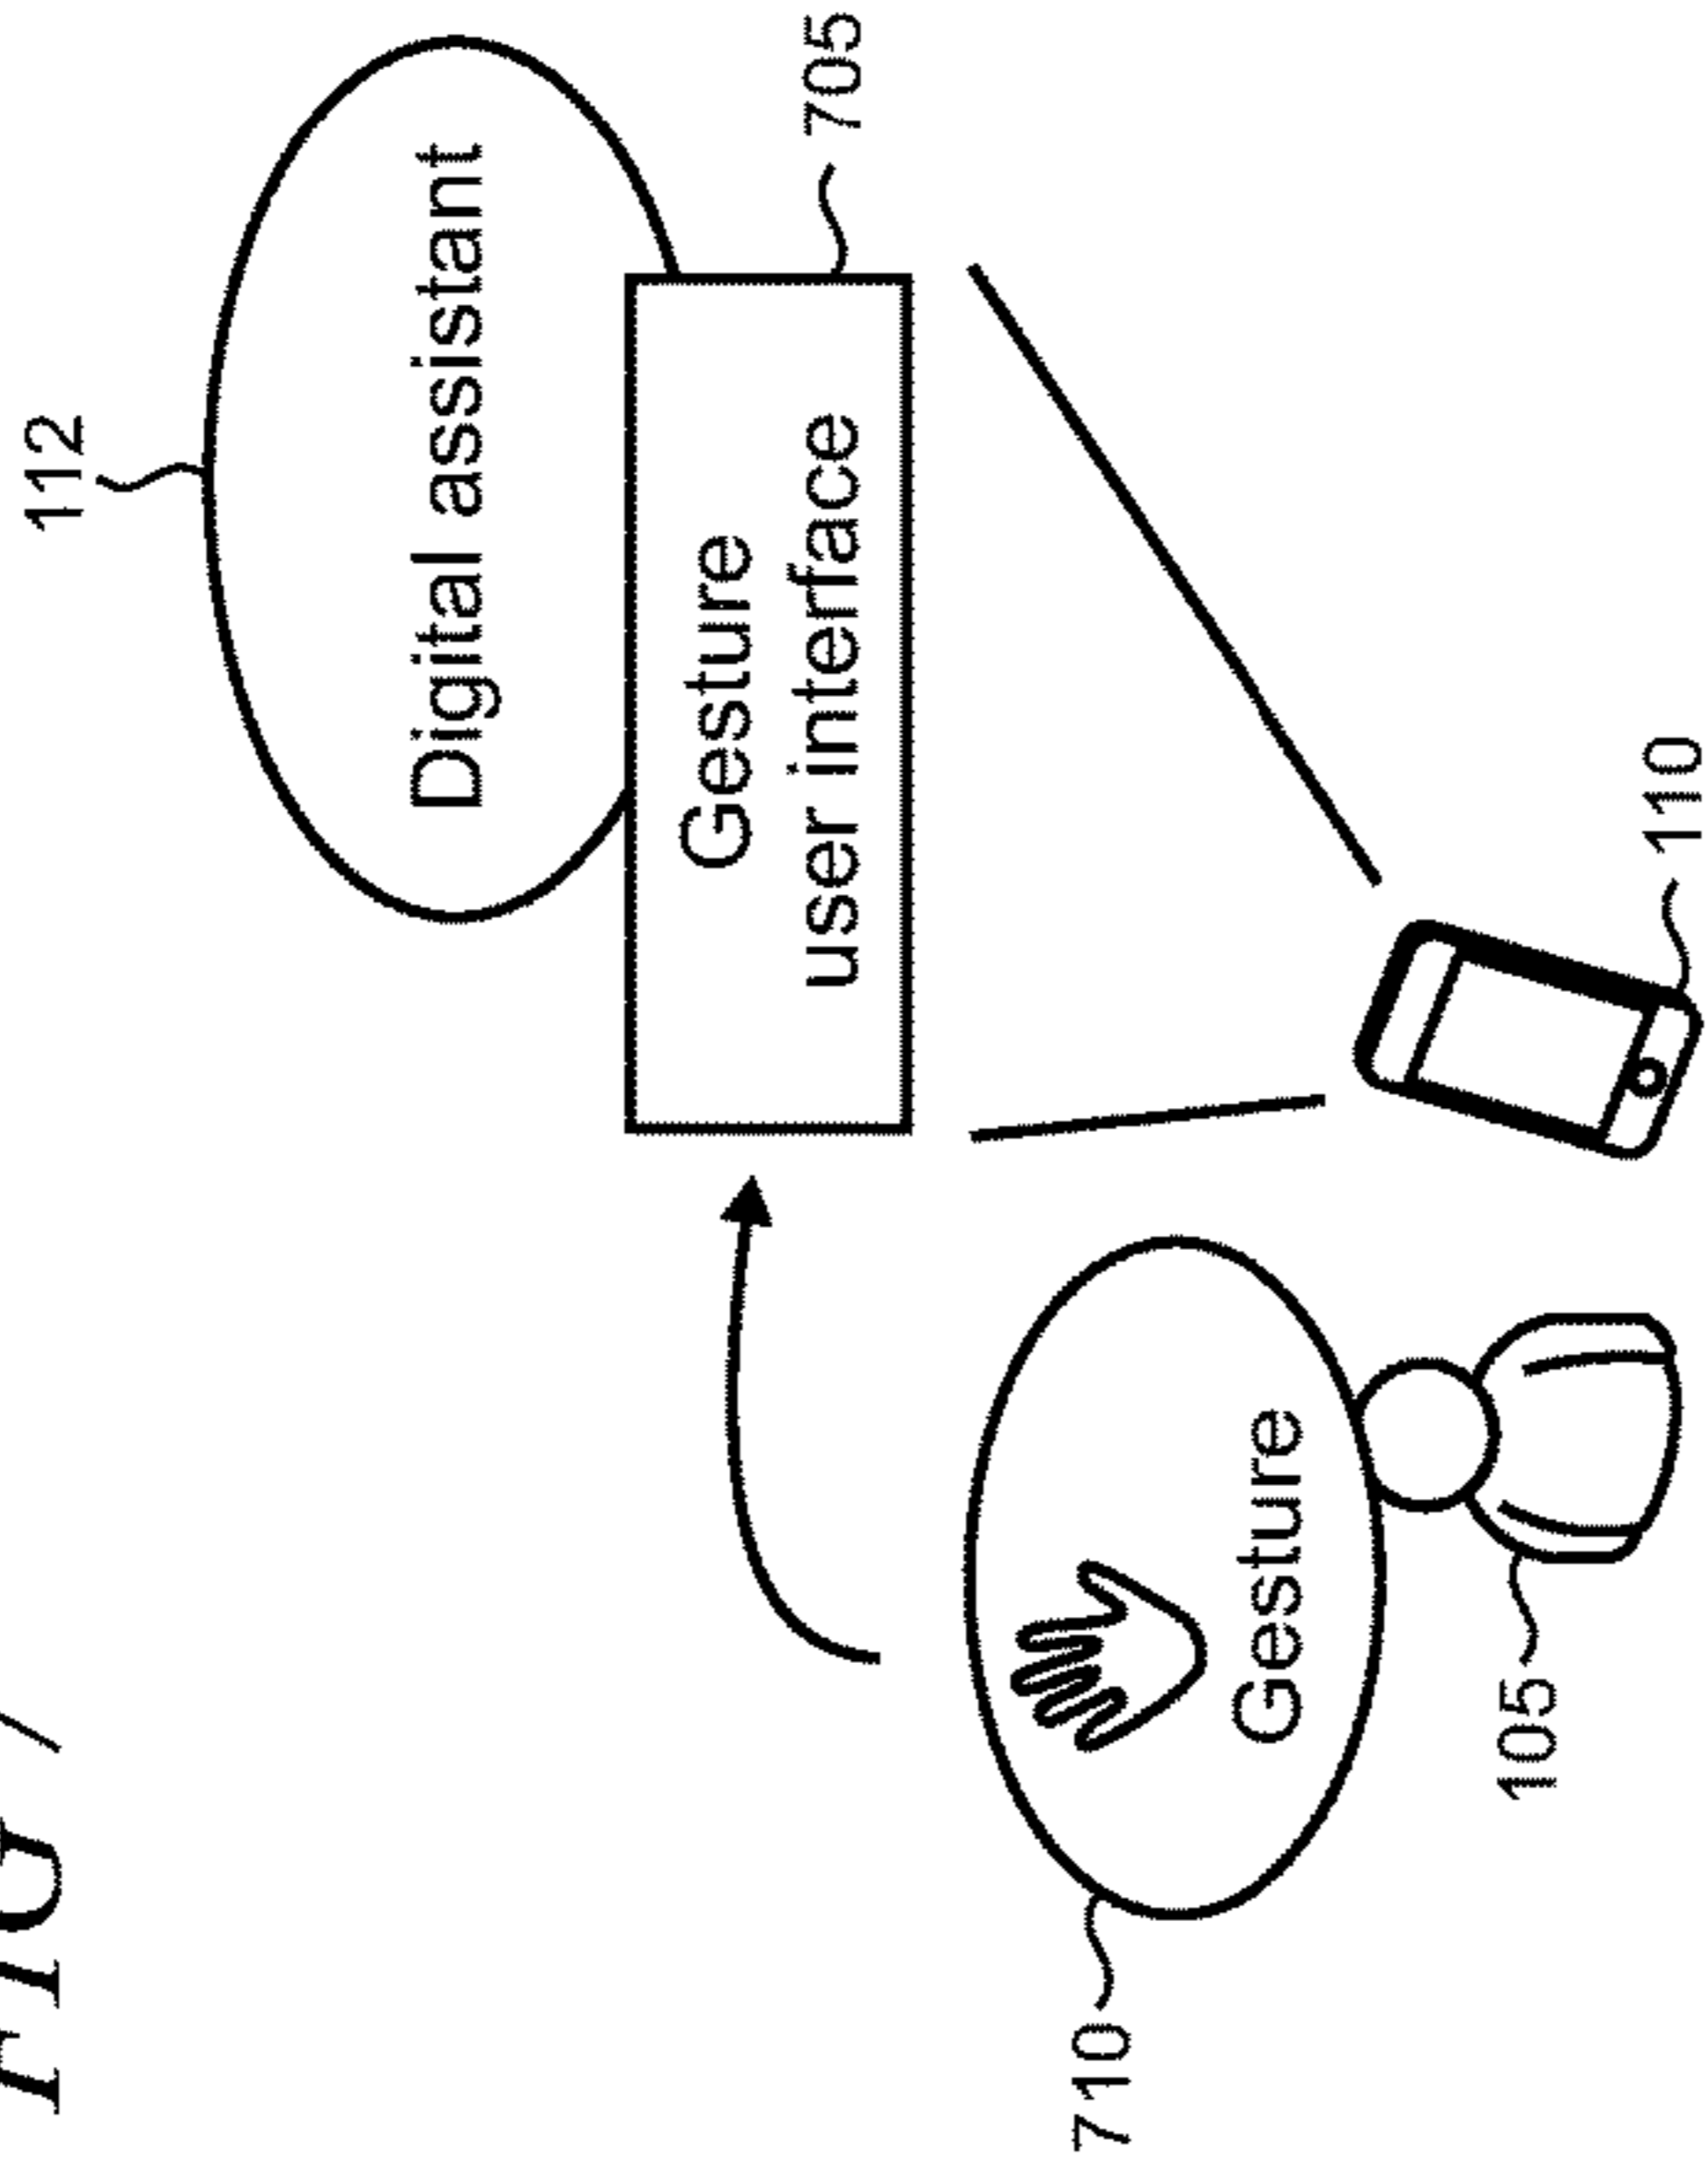 FIG 7
112
Digital assistant
Gesture
user interface
705
710
Gesture
105
110